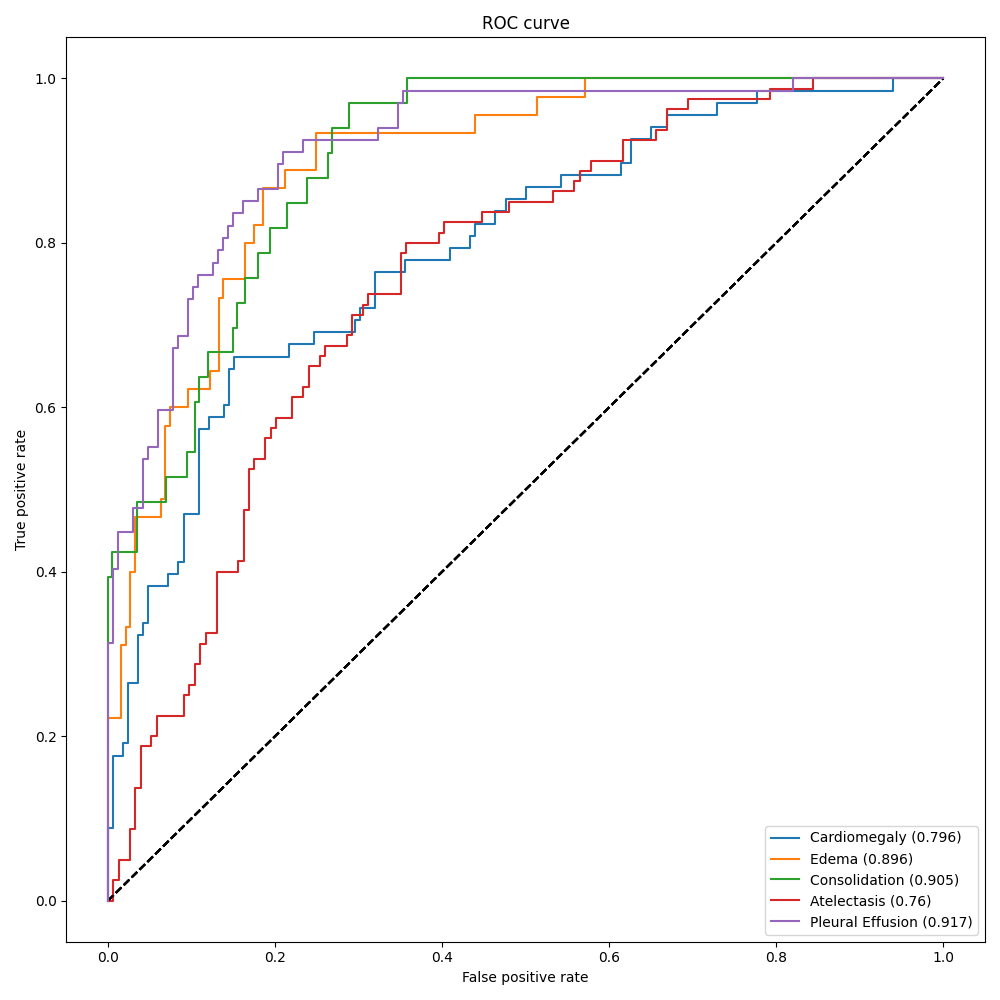 ROC curve
True positive rate
1.0
0.8
0.6
0.4
0.2
0.0
Cardiomegaly (0.796)
Edema (0.896)
Consolidation (0.905)
Atelectasis (0.76)
Pleural Effusion (0.917)
0.0 0.2 0.4 0.6 0.8 1.0
False positive rate